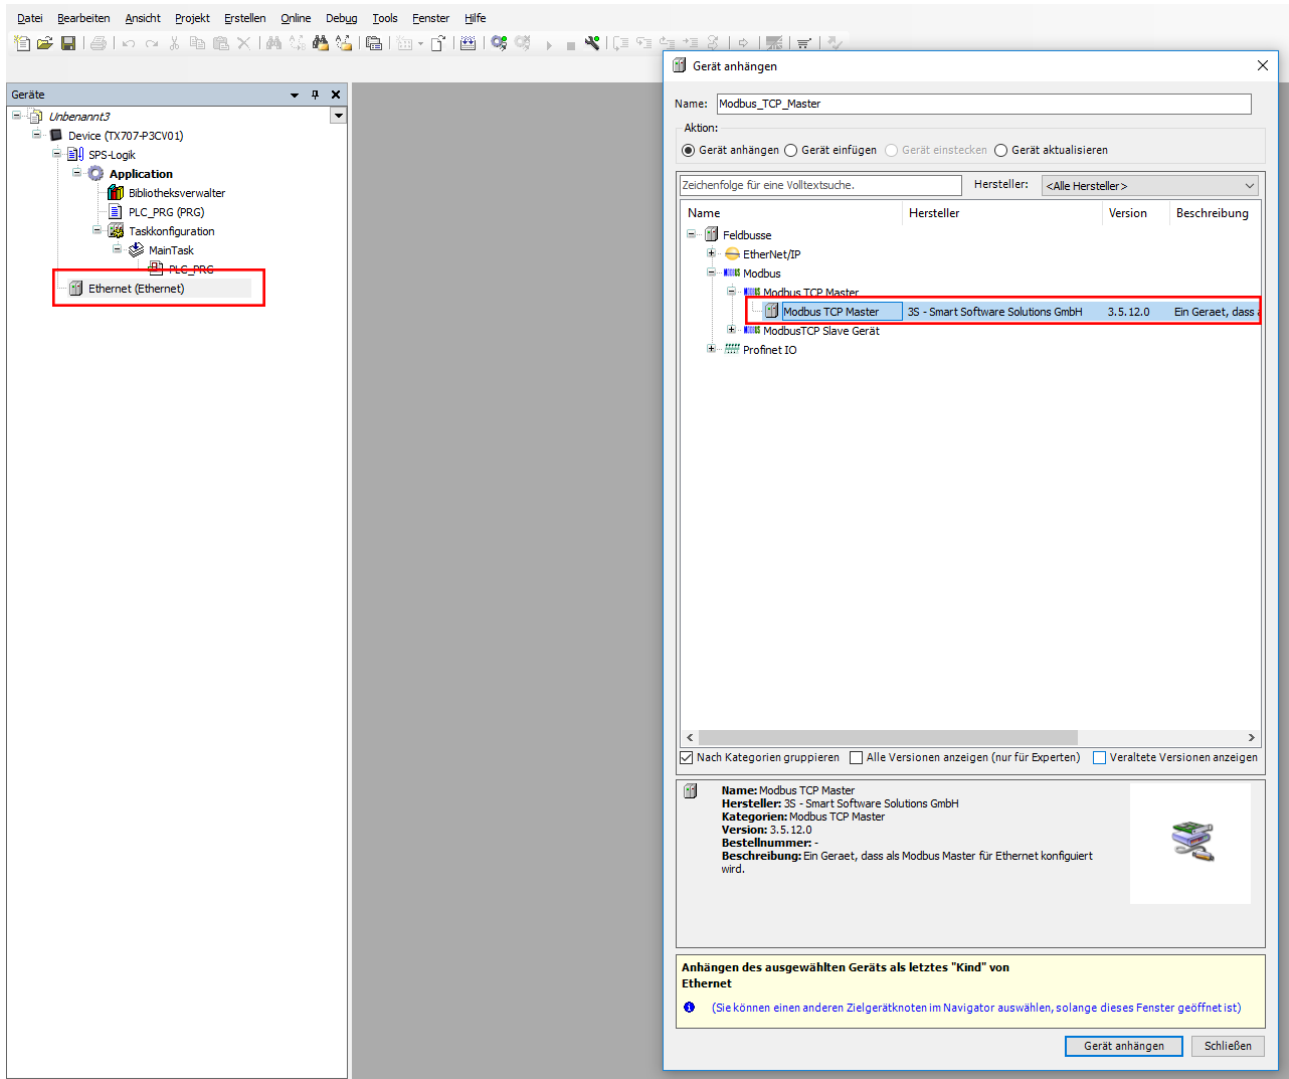 Datei Bearbeiten Ansicht Projekt Erstellen Online Debug Tools Fenster Hilfe
Geräte
Unbenannt3
Device (TX707-P3CV01)
SPS-Logik
Application
Bibliotheksverwalter
PLC_PRG (PRG)
Taskkonfiguration
MainTask
PLC_PRG
Ethernet (Ethernet)
Gerät anhängen
Name: Modbus_TCP_Master
Aktion:
Gerät anhängen Gerät einfügen Gerät einstecken Gerät aktualisieren
Zeichenfolge für eine Volltextsuche. Hersteller: <Alle Hersteller>
Name Hersteller Version Beschreibung
Feldbusse
EtherNet/IP
Modbus
Modbus TCP Master
Modbus TCP Master 3S - Smart Software Solutions GmbH 3.5.12.0 Ein Geraet, dass
ModbusTCP Slave Gerät
Profinet IO
Nach Kategorien gruppieren Alle Versionen anzeigen (nur für Experten) Veraltete Versionen anzeigen
Name: Modbus TCP Master
Hersteller: 3S - Smart Software Solutions GmbH
Kategorien: Modbus TCP Master
Version: 3.5.12.0
Bestellnummer: -
Beschreibung: Ein Geraet, dass als Modbus Master für Ethernet konfiguiert
wird.
Anhängen des ausgewählten Geräts als letztes "Kind" von
Ethernet
(Sie können einen anderen Zielgerätknoten im Navigator auswählen, solange dieses Fenster geöffnet ist)
Gerät anhängen Schließen